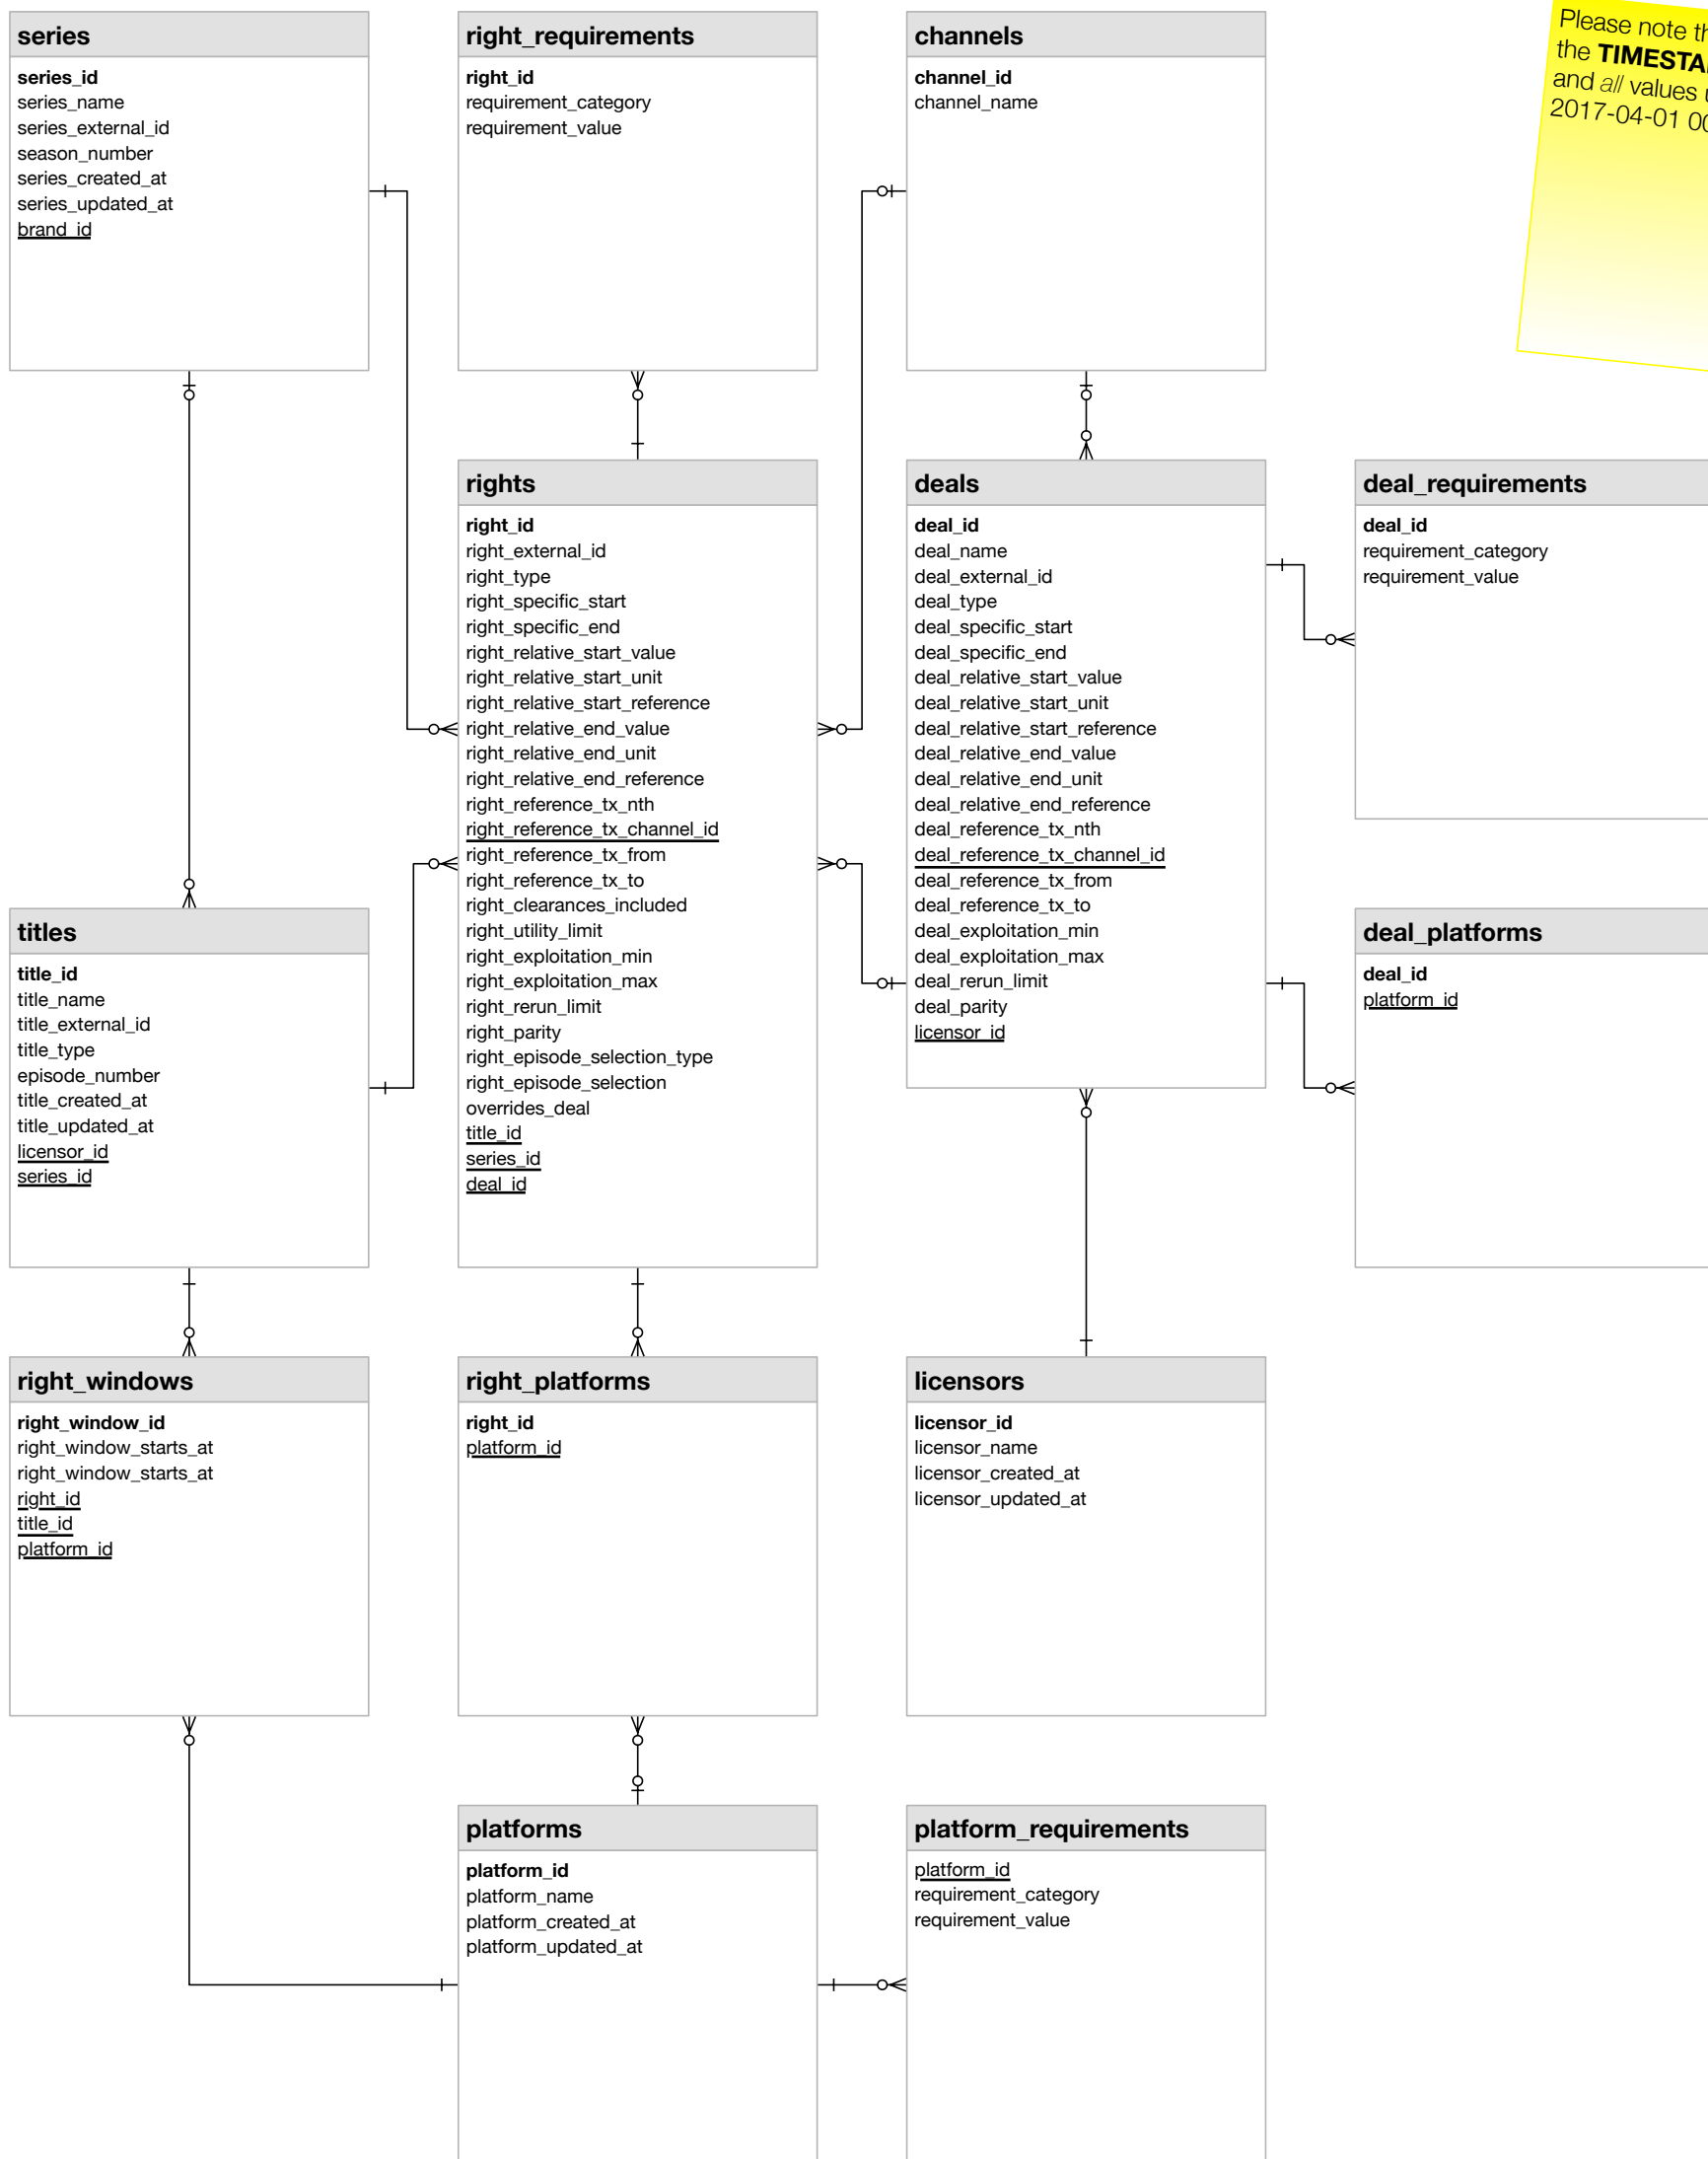 series
series_id
series_name
series_external_id
season_number
series_created_at
series_updated_at
brand_id
right_requirements
right_id
requirement_category
requirement_value
channels
channel_id
channel_name
Please note
the
and all values
2017-04-01
rights
right_id
right_external_id
right_type
right_specific_start
right_specific_end
right_relative_start_value
right_relative_start_unit
right_relative_start_reference
right_relative_end_value
right_relative_end_unit
right_relative_end_reference
right_reference_tx_nth
right_reference_tx_channel_id
right_reference_tx_from
right_reference_tx_to
right_clearances_included
right_utility_limit
right_exploitation_min
right_exploitation_max
right_rerun_limit
right_parity
right_episode_selection_type
right_episode_selection
overrides_deal
title_id
series_id
deal_id
deals
deal_id
deal_name
deal_external_id
deal_type
deal_specific_start
deal_specific_end
deal_relative_start_value
deal_relative_start_unit
deal_relative_start_reference
deal_relative_end_value
deal_relative_end_unit
deal_relative_end_reference
deal_reference_tx_nth
deal_reference_tx_channel_id
deal_reference_tx_from
deal_reference_tx_to
deal_exploitation_min
deal_exploitation_max
deal_rerun_limit
deal_parity
licensor_id
deal_requirements
deal_id
requirement_category
requirement_value
titles
title_id
title_name
title_external_id
title_type
episode_number
title_created_at
title_updated_at
licensor_id
series_id
deal_platforms
deal_id
platform_id
right_windows
right_window_id
right_window_starts_at
right_window_starts_at
right_id
title_id
platform_id
right_platforms
right_id
platform_id
licensors
licensor_id
licensor_name
licensor_created_at
licensor_updated_at
platforms
platform_id
platform_name
platform_created_at
platform_updated_at
platform_requirements
platform_id
requirement_category
requirement_value